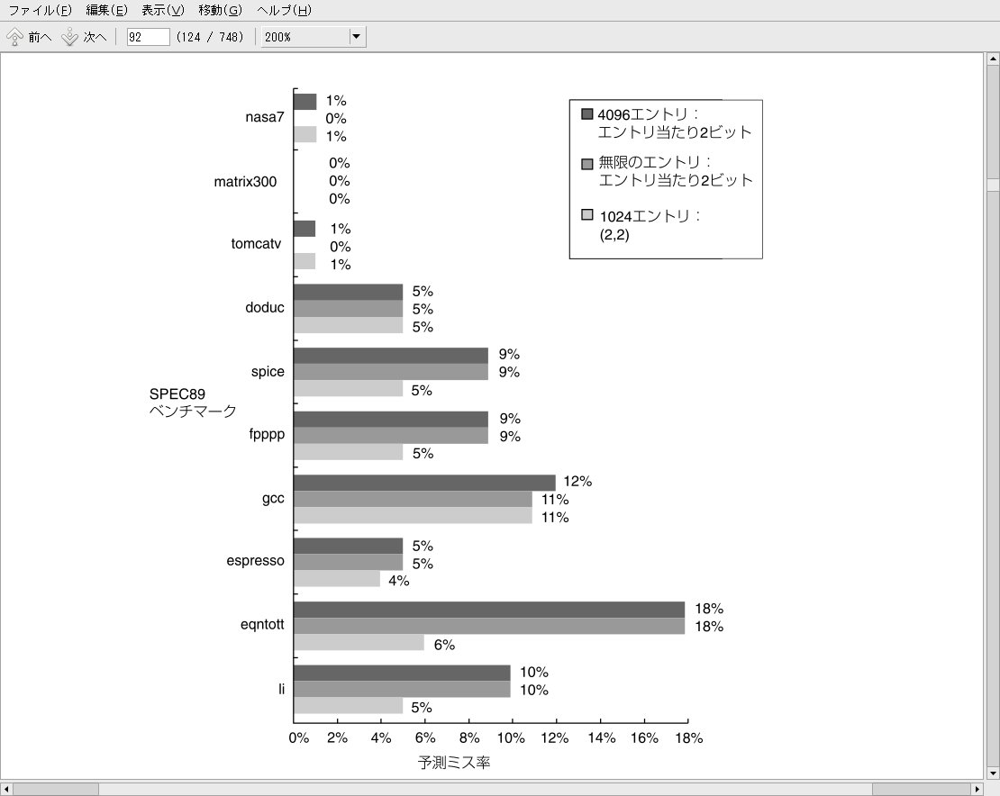 ファイル(F) 編集(E) 表示(V) 移動(G) ヘルプ(H)
前へ 次へ 92 (124 / 748) 200%
4096エントリ：
エントリ当たり2ビット
無限のエントリ：
エントリ当たり2ビット
1024エントリ：
(2,2)
SPEC89
ベンチマーク
nasa7
1%
0%
1%
matrix300
0%
0%
0%
tomcatv
1%
0%
1%
doduc
5%
5%
5%
spice
9%
9%
5%
fpppp
9%
9%
5%
gcc
12%
11%
11%
espresso
5%
5%
4%
eqntott
18%
18%
6%
li
10%
10%
5%
0% 2% 4% 6% 8% 10% 12% 14% 16% 18%
予測ミス率